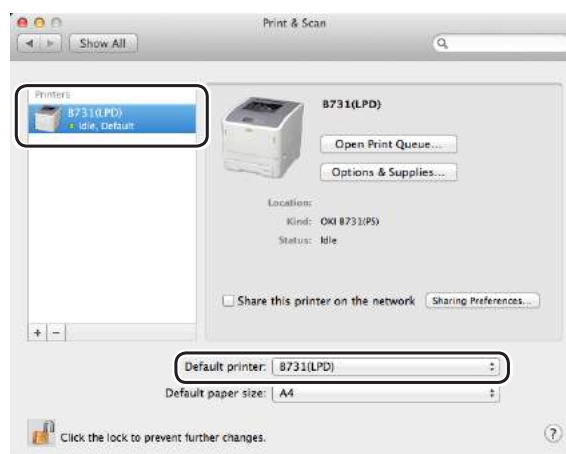 Print & Scan
Show All
Printers
B731(LPD)
Idle, Default
B731(LPD)
Open Print Queue...
Options & Supplies...
Location:
Kind: OKI B731(PS)
Status: Idle
Share this printer on the network
Sharing Preferences...
+ −
Default printer: B731(LPD)
Default paper size: A4
Click the lock to prevent further changes.
?